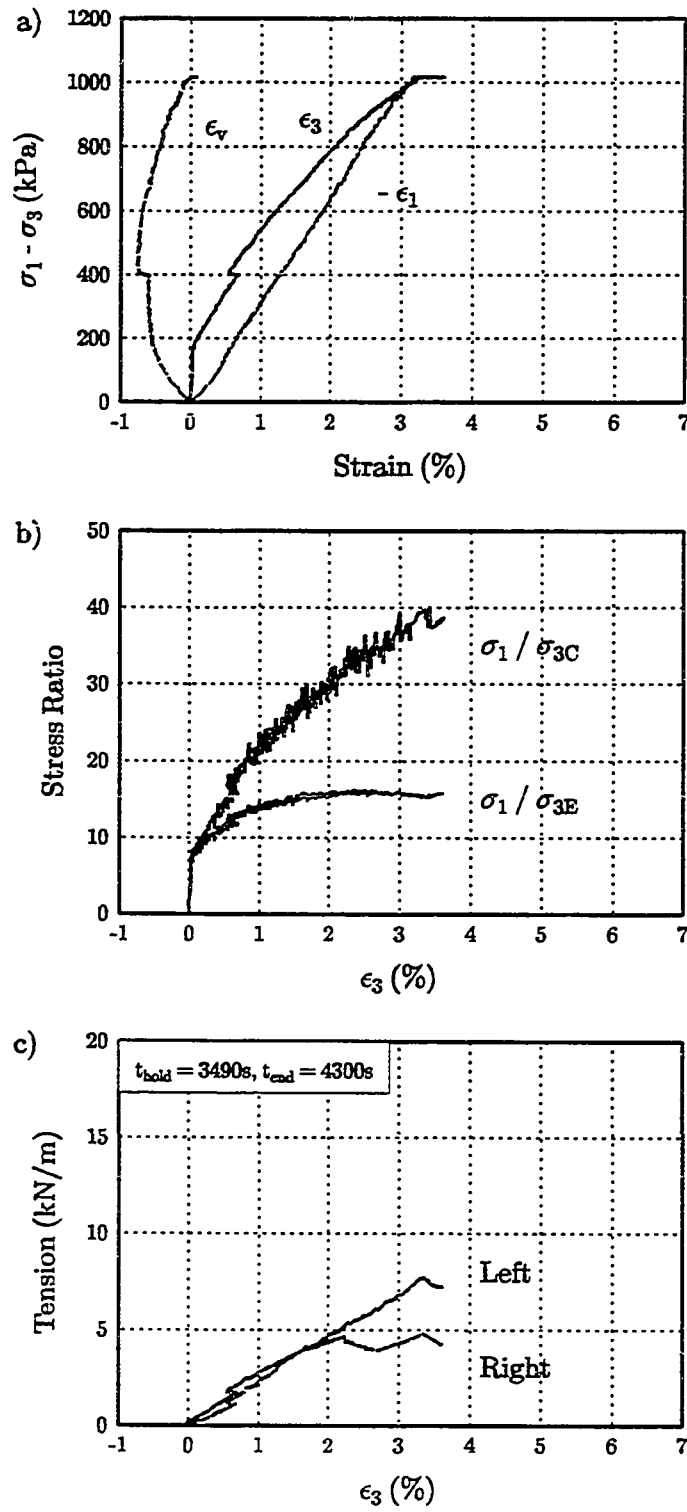 a)
1200
1000
800
600
400
200
0
σ₁ - σ₃ (kPa)
ϵᵥ
ϵ₃
- ϵ₁
-1 0 1 2 3 4 5 6 7
Strain (%)
b)
50
40
30
20
10
0
Stress Ratio
σ₁ / σ₃C
σ₁ / σ₃E
-1 0 1 2 3 4 5 6 7
ϵ₃ (%)
c)
20
15
10
5
0
Tension (kN/m)
t_hold = 3490s, t_end = 4300s
Left
Right
-1 0 1 2 3 4 5 6 7
ϵ₃ (%)